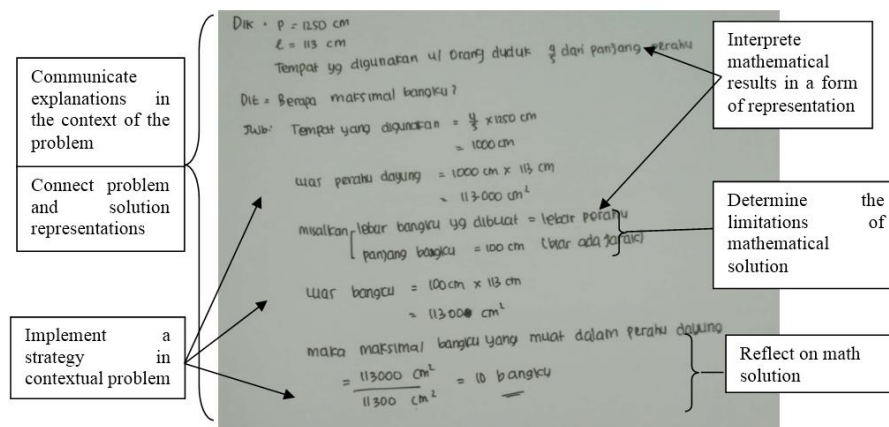 Communicate
explanations in
the context of the
problem
Connect problem
and solution
representations
Implement a
strategy in
contextual problem
Dik : P = 1250 cm
l = 113 cm
Tempat yg digunakan u/ orang duduk 4/5 dari panjang perahu
Dit = Berapa maksimal bangku?
Jwb: Tempat yang digunakan = 4/5 x 1250 cm
= 1000 cm
Luas perahu dayung = 1000 cm x 113 cm
= 113.000 cm²
misalkan lebar bangku yg dibuat = lebar perahu
panjang bangku = 100 cm (biar ada jarak)
Luas bangku = 100 cm x 113 cm
= 11300 cm²
maka maksimal bangku yang muat dalam perahu dayung
= 113000 cm² / 11300 cm² = 10 bangku
Interprete
mathematical
results in a form
of representation
Determine the
limitations of
mathematical
solution
Reflect on math
solution